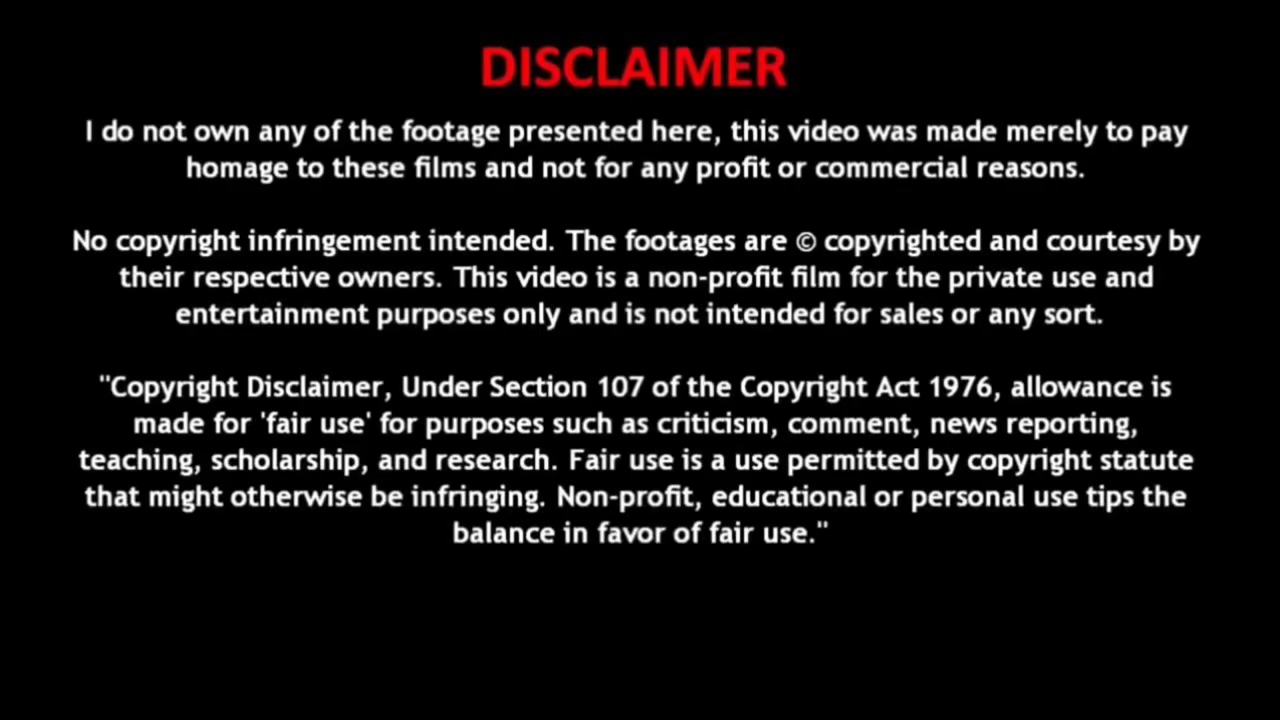 DISCLAIMER
I do not own any of the footage presented here, this video was made merely to pay
homage to these films and not for any profit or commercial reasons.
No copyright infringement intended. The footages are © copyrighted and courtesy by
their respective owners. This video is a non-profit film for the private use and
entertainment purposes only and is not intended for sales or any sort.
"Copyright Disclaimer, Under Section 107 of the Copyright Act 1976, allowance is
made for 'fair use' for purposes such as criticism, comment, news reporting,
teaching, scholarship, and research. Fair use is a use permitted by copyright statute
that might otherwise be infringing. Non-profit, educational or personal use tips the
balance in favor of fair use."